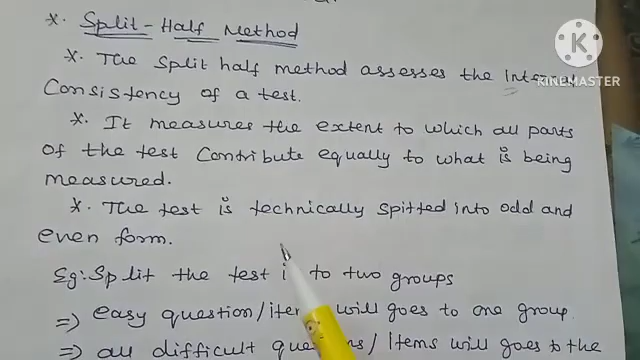 * Split-Half Method
* The Split half method assesses the
Consistency of a test.
* It measures the extent to which all parts
of the test Contribute equally to what is being
measured.
* The test is technically spitted into odd and
even form.
Eg: Split the test to two groups
=> easy question/ will goes to one group.
=> all difficult / items will goes to the
KINEMASTER